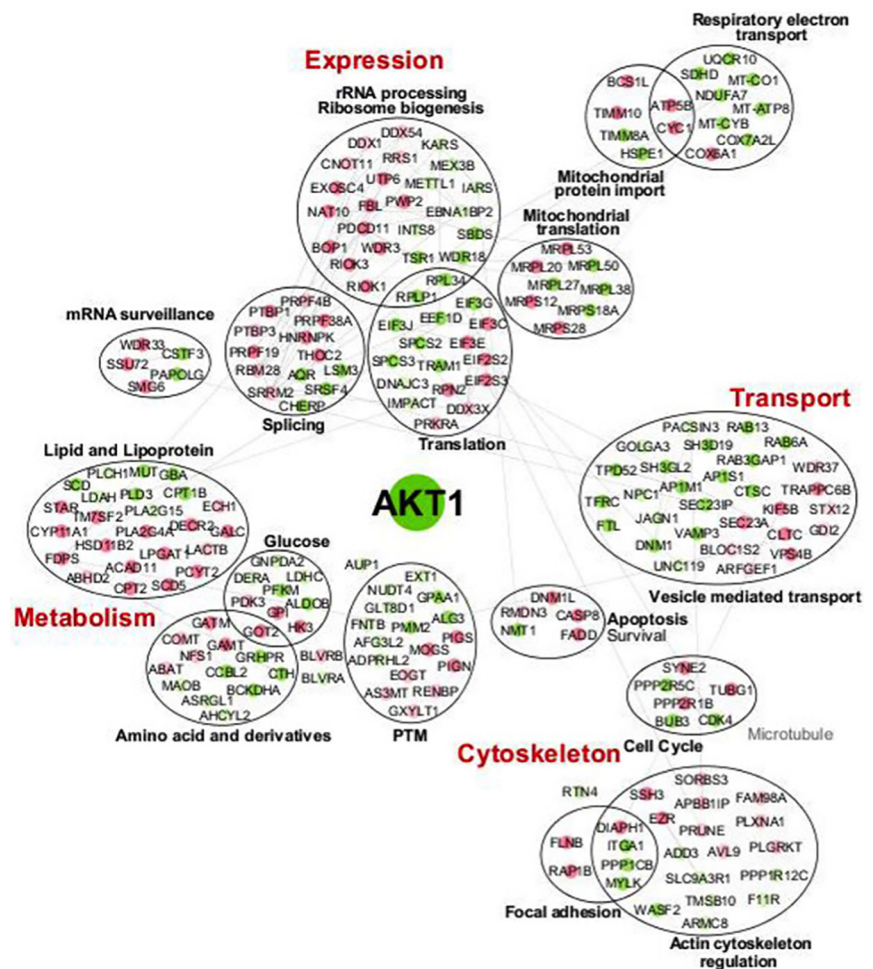 Respiratory electron
transport
Expression
rRNA processing
Ribosome biogenesis
UQCR10
SDHD
MT-CO1
BCS1L
NDUFA7
ATP5B
MT-ATP8
TIMM10
CYC1
MT-CYB
TIMM8A
COX7A2L
HSPE1
COX6A1
Mitochondrial
protein import
DDX54
DDX1
KARS
CNOT11
RRS1
MEX3B
UTP6
METTL1
EXOSC4
IARS
FBL
PWP2
NAT10
EBNA1BP2
PDCD11
INTS8
SBDS
BOP1
WDR3
TSR1
WDR18
RIOK3
RIOK1
RPL34
RPLP1
Mitochondrial
translation
MRPL53
MRPL20
MRPL50
MRPL27
MRPL38
MRPS12
MRPS18A
MRPS28
mRNA surveillance
WDR33
CSTF3
SSU72
PAPOLG
SMG6
PRPF4B
PTBP1
PRPF38A
PTBP3
HNRNPK
PRPF19
THOC2
RBM28
AQR
LSM3
SRRM2
SRSF4
CHERP
Splicing
EIF3G
EIF3J
EEF1D
EIF3C
SPCS2
EIF3E
SPCS3
TRAM1
EIF2S2
DNAJC3
RPN2
EIF2S3
IMPACT
DDX3X
PRKRA
Translation
Transport
PACSIN3
RAB13
GOLGA3
SH3D19
RAB6A
TPD52
SH3GL2
RAB3GAP1
WDR37
AP1S1
TFRC
NPC1
AP1M1
CTSC
TRAPPC6B
SEC23IP
KIF5B
STX12
FTL
JAGN1
SEC23A
GDI2
VAMP3
CLTC
DNM1
BLOC1S2
VPS4B
UNC119
ARFGEF1
Vesicle mediated transport
Lipid and Lipoprotein
PLCH1
MUT
GBA
SCD
LDAH
PLD3
CPT1B
STAR
ECH1
TM7SF2
PLA2G15
CYP11A1
PLA2G4A
DECR2
GALC
HSD11B2
LACTB
FDPS
LPGAT1
ACAD11
ABHD2
PCYT2
CPT2
SCD5
AKT1
Glucose
GNPDA2
DERA
LDHC
PFKM
PDK3
ALDOB
GPI
HK3
Metabolism
GATM
GOT2
COMT
GAMT
NFS1
GRHPR
ABAT
CCBL2
CTH
MAOB
BCKDHA
ASRGL1
AHCYL2
Amino acid and derivatives
BLVRB
BLVRA
AUP1
EXT1
NUDT4
GPAA1
GLT8D1
FNTB
PMM2
ALG3
AFG3L2
PIGS
MOGS
ADPRHL2
PIGN
EOGT
AS3MT
RENBP
GXYLT1
PTM
DNM1L
RMDN3
CASP8
NMT1
FADD
Apoptosis
Survival
SYNE2
PPP2R5C
TUBG1
PPP2R1B
BUB3
CDK4
Cell Cycle
Microtubule
Cytoskeleton
RTN4
SORBS3
SSH3
FAM98A
APBB1IP
EZR
PLXNA1
DIAPH1
PRUNE
FLNB
ITGA1
PLGRKT
ADD3
AVL9
RAP1B
PPP1CB
SLC9A3R1
PPP1R12C
MYLK
TMSB10
F11R
WASF2
ARMC8
Focal adhesion
Actin cytoskeleton
regulation